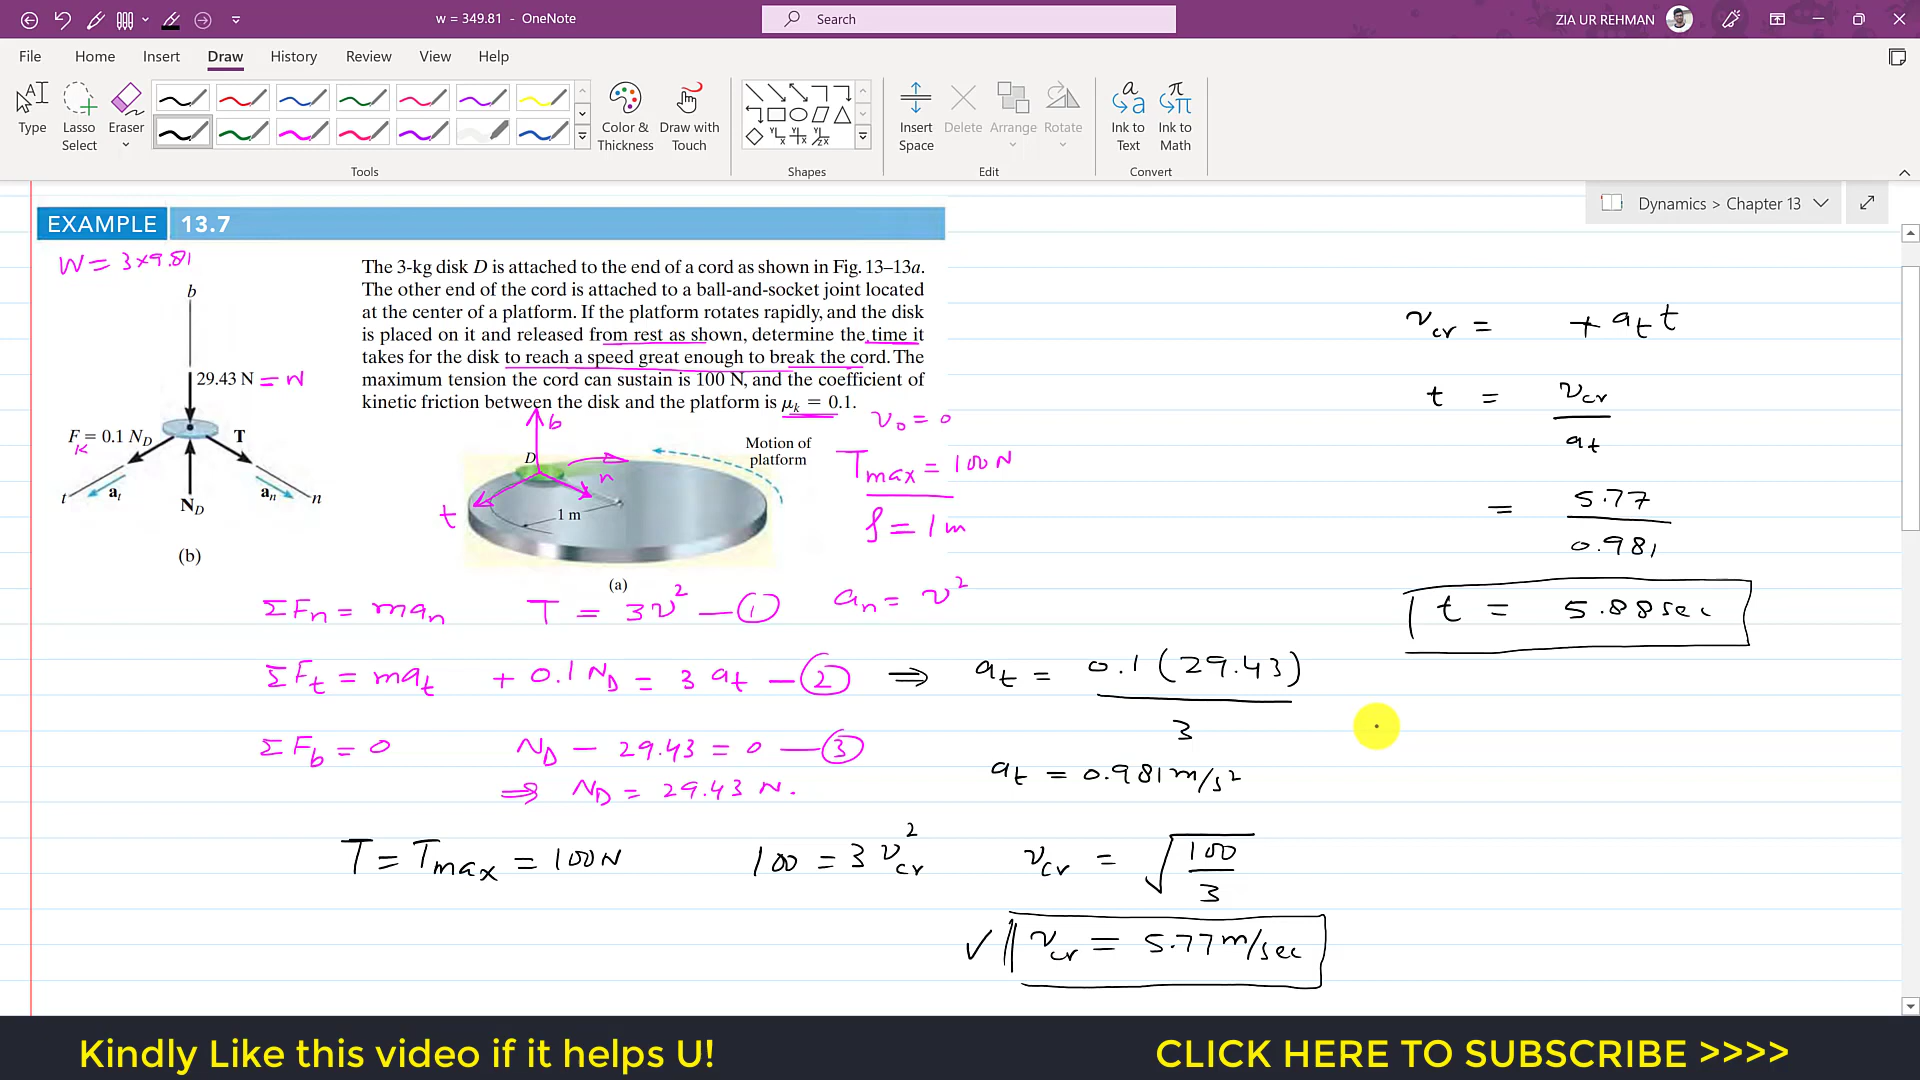 w = 349.81 - OneNote
Search
ZIA UR REHMAN
File Home Insert Draw History Review View Help
Type
Lasso Select
Eraser
Color & Thickness
Draw with Touch
Insert Space
Delete
Arrange
Rotate
Ink to Text
Ink to Math
Tools
Shapes
Edit
Convert
Dynamics > Chapter 13
EXAMPLE 13.7
W = 3×9.81
The 3-kg disk D is attached to the end of a cord as shown in Fig. 13–13a.
The other end of the cord is attached to a ball-and-socket joint located
at the center of a platform. If the platform rotates rapidly, and the disk
is placed on it and released from rest as shown, determine the time it
takes for the disk to reach a speed great enough to break the cord. The
maximum tension the cord can sustain is 100 N, and the coefficient of
kinetic friction between the disk and the platform is μk = 0.1.
b
29.43 N = W
F = 0.1 ND
K
T
t
at
ND
an
n
(b)
b
D
n
t
1 m
Motion of
platform
(a)
v₀ = 0
Tmax = 100N
ρ = 1m
an = v²
ΣFn = man T = 3v² — ①
ΣFt = mat + 0.1 ND = 3 at — ② ⇒ at = 0.1 (29.43) / 3
at = 0.981 m/s²
ΣFb = 0 ND − 29.43 = 0 — ③
⇒ ND = 29.43 N.
T = Tmax = 100N 100 = 3 vcr² vcr = √(100/3)
✓ vcr = 5.77 m/sec
vcr = + at t
t = vcr / at
= 5.77 / 0.981
t = 5.88 sec
Kindly Like this video if it helps U!
CLICK HERE TO SUBSCRIBE >>>>